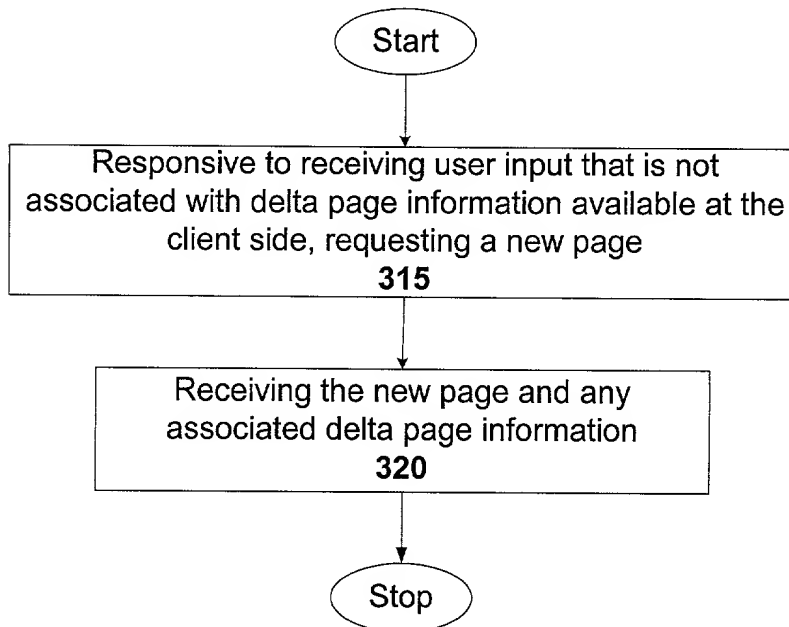 Start
Responsive to receiving user input that is not
associated with delta page information available at the
client side, requesting a new page
315
Receiving the new page and any
associated delta page information
320
Stop